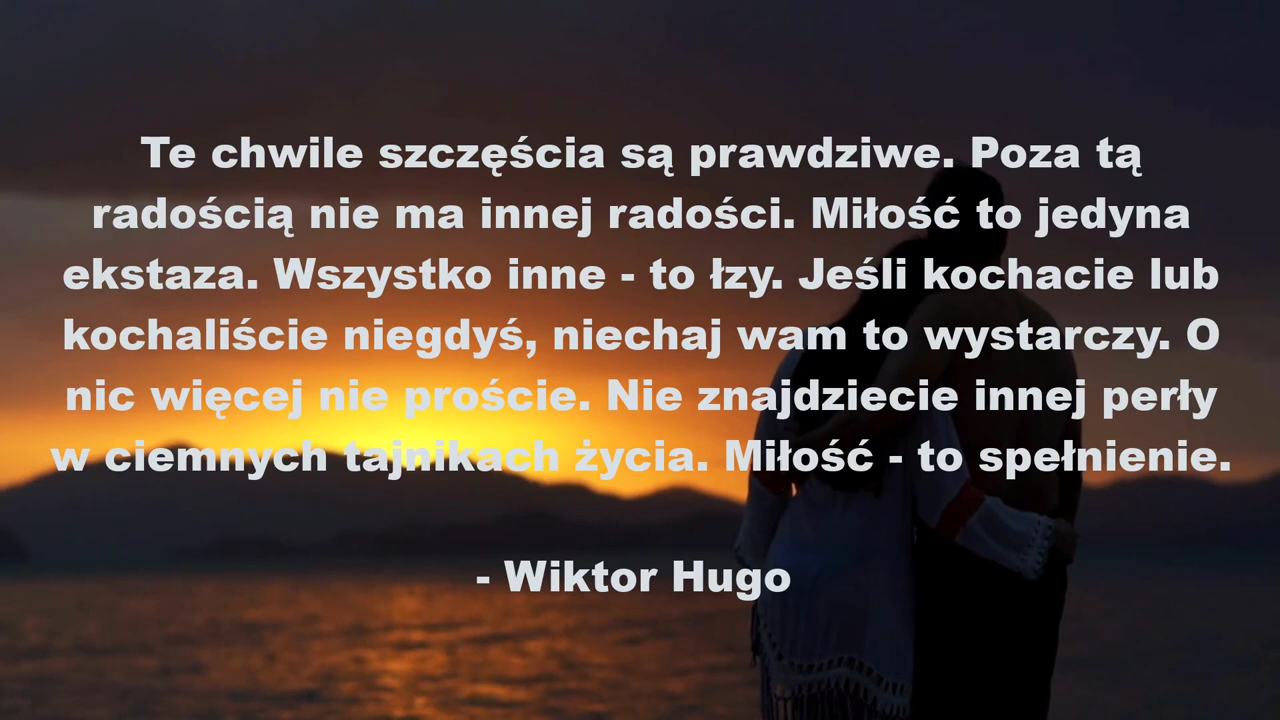 Te chwile szczęścia są prawdziwe. Poza tą
radością nie ma innej radości. Miłość to jedyna
ekstaza. Wszystko inne - to łzy. Jeśli kochacie lub
kochaliście niegdyś, niechaj wam to wystarczy. O
nic więcej nie proście. Nie znajdziecie innej perły
w ciemnych tajnikach życia. Miłość - to spełnienie.
- Wiktor Hugo